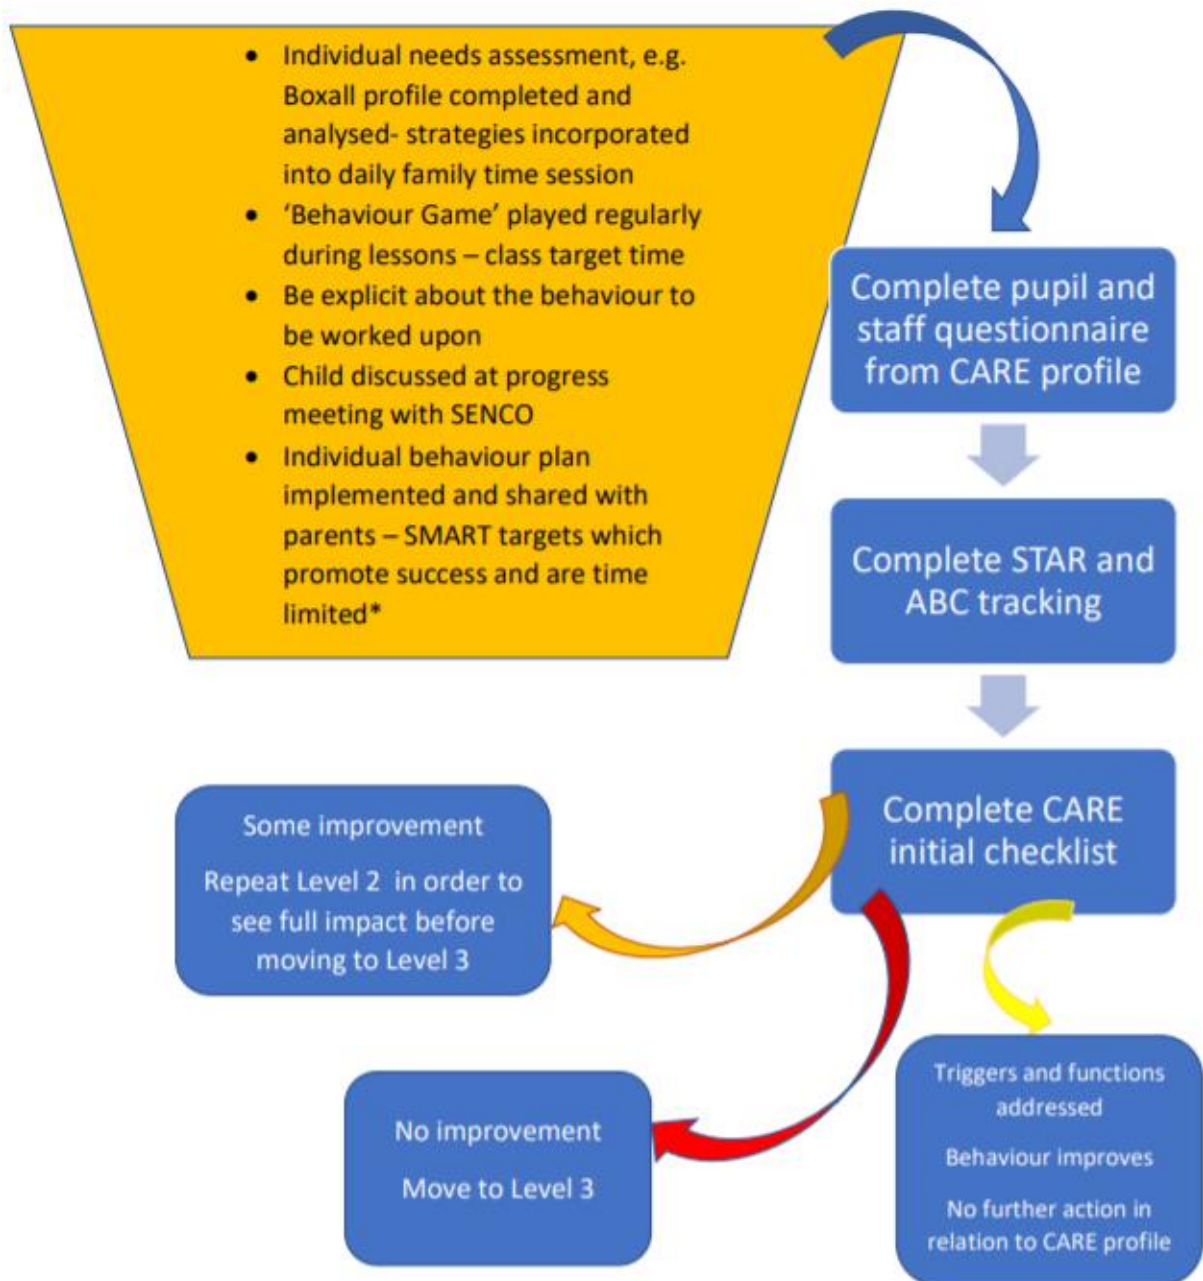 • Individual needs assessment, e.g.
Boxall profile completed and
analysed- strategies incorporated
into daily family time session
• ‘Behaviour Game’ played regularly
during lessons – class target time
• Be explicit about the behaviour to
be worked upon
• Child discussed at progress
meeting with SENCO
• Individual behaviour plan
implemented and shared with
parents – SMART targets which
promote success and are time
limited*
Complete pupil and
staff questionnaire
from CARE profile
Complete STAR and
ABC tracking
Complete CARE
initial checklist
Some improvement
Repeat Level 2 in order to
see full impact before
moving to Level 3
No improvement
Move to Level 3
Triggers and functions
addressed
Behaviour improves
No further action in
relation to CARE profile